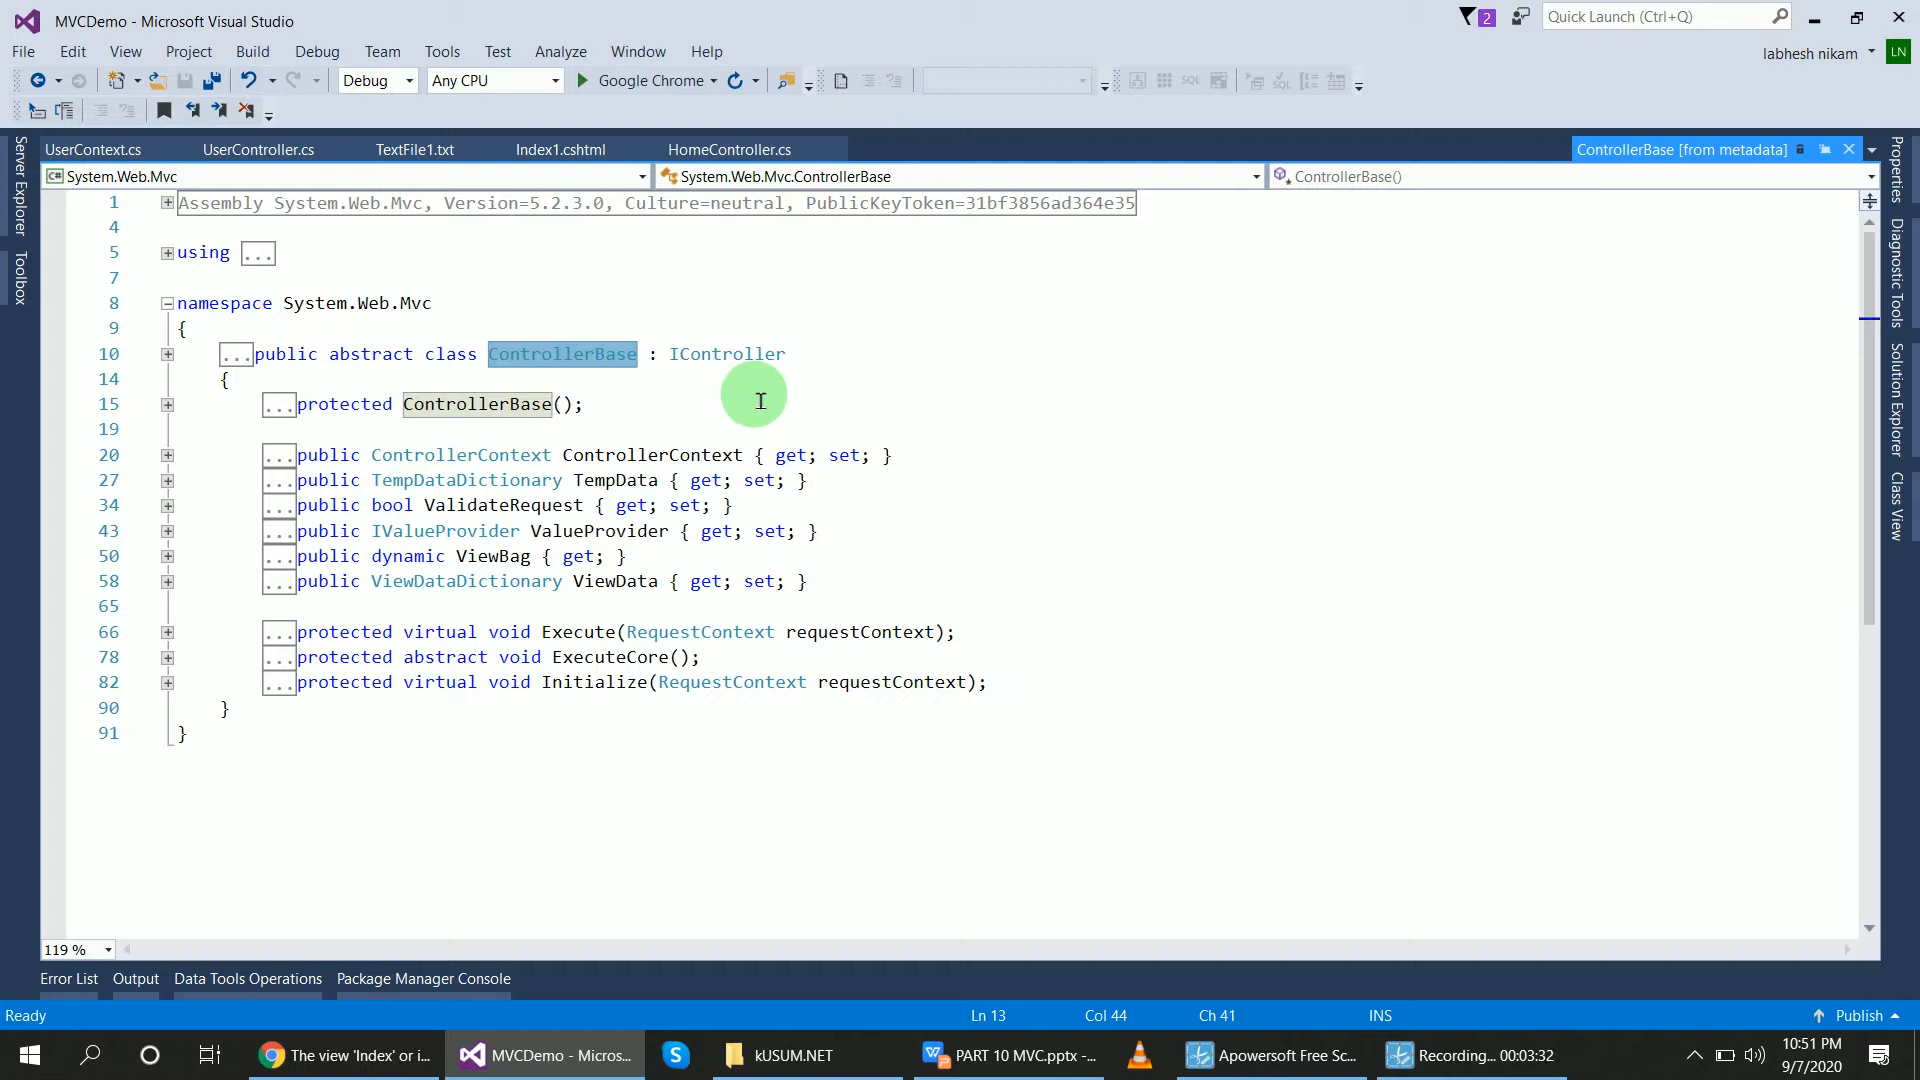 MVCDemo - Microsoft Visual Studio
2
Quick Launch (Ctrl+Q)
File Edit View Project Build Debug Team Tools Test Analyze Window Help
labhesh nikam LN
Debug Any CPU Google Chrome
SQL
UserContext.cs UserController.cs TextFile1.txt Index1.cshtml HomeController.cs ControllerBase [from metadata]
System.Web.Mvc System.Web.Mvc.ControllerBase ControllerBase()
Server Explorer
Toolbox
1 Assembly System.Web.Mvc, Version=5.2.3.0, Culture=neutral, PublicKeyToken=31bf3856ad364e35
4
5 using ...
7
8 namespace System.Web.Mvc
9 {
10 ...public abstract class ControllerBase : IController
14 {
15 ...protected ControllerBase();
19
20 ...public ControllerContext ControllerContext { get; set; }
27 ...public TempDataDictionary TempData { get; set; }
34 ...public bool ValidateRequest { get; set; }
43 ...public IValueProvider ValueProvider { get; set; }
50 ...public dynamic ViewBag { get; }
58 ...public ViewDataDictionary ViewData { get; set; }
65
66 ...protected virtual void Execute(RequestContext requestContext);
78 ...protected abstract void ExecuteCore();
82 ...protected virtual void Initialize(RequestContext requestContext);
90 }
91 }
Properties
Diagnostic Tools
Solution Explorer
Class View
119 %
Error List Output Data Tools Operations Package Manager Console
Ready Ln 13 Col 44 Ch 41 INS Publish
The view 'Index' or i... MVCDemo - Micros... kUSUM.NET PART 10 MVC.pptx -... Apowersoft Free Sc... Recording... 00:03:32
10:51 PM
9/7/2020